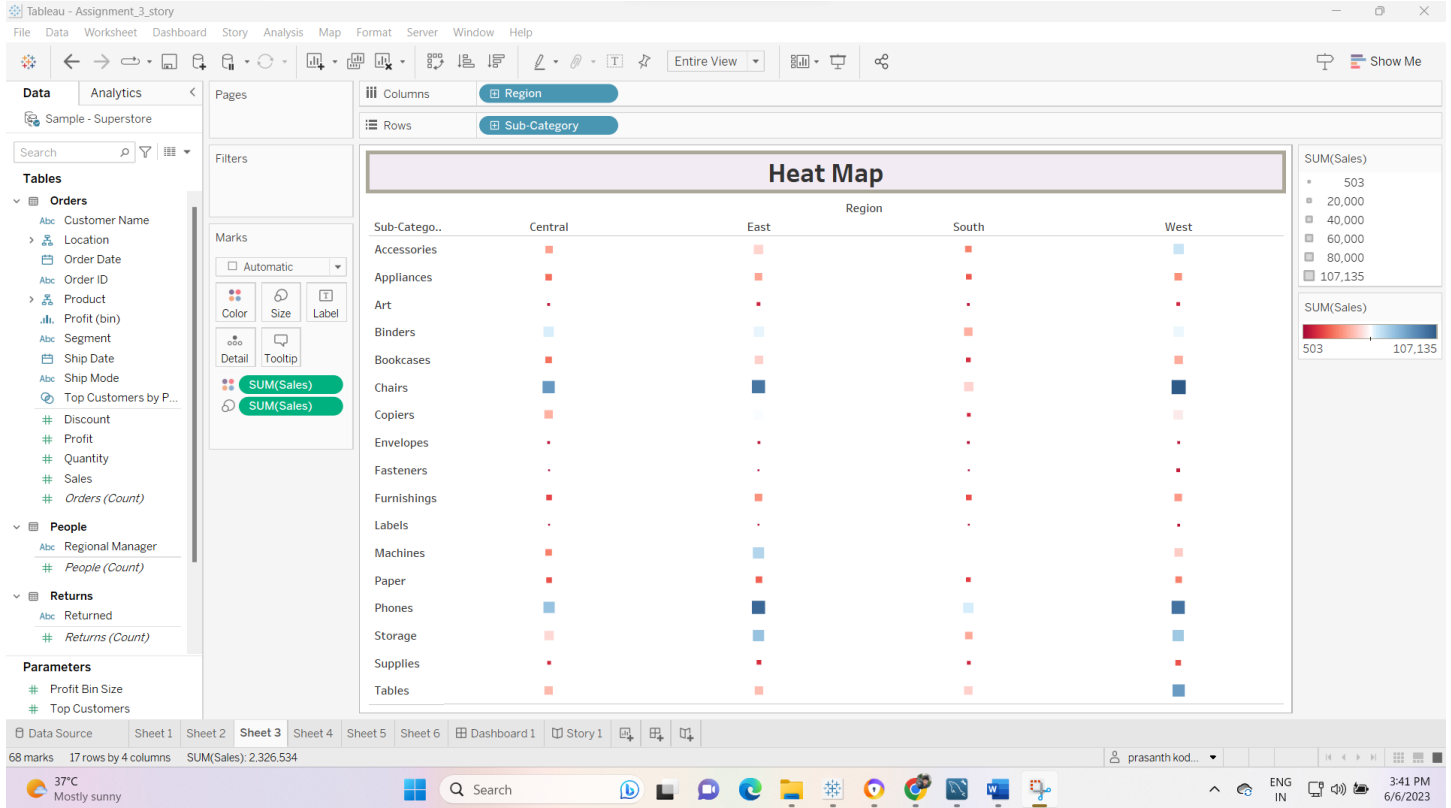 Tableau - Assignment_3_story
File Data Worksheet Dashboard Story Analysis Map Format Server Window Help
Entire View
Show Me
Data Analytics
Sample - Superstore
Search
Tables
Orders
Abc Customer Name
Location
Order Date
Abc Order ID
Product
Profit (bin)
Abc Segment
Ship Date
Abc Ship Mode
Top Customers by P...
# Discount
# Profit
# Quantity
# Sales
# Orders (Count)
People
Abc Regional Manager
# People (Count)
Returns
Abc Returned
# Returns (Count)
Parameters
# Profit Bin Size
# Top Customers
Pages
Filters
Marks
Automatic
Color Size Label
Detail Tooltip
SUM(Sales)
SUM(Sales)
Columns Region
Rows Sub-Category
Heat Map
Region
Sub-Catego.. Central East South West
Accessories
Appliances
Art
Binders
Bookcases
Chairs
Copiers
Envelopes
Fasteners
Furnishings
Labels
Machines
Paper
Phones
Storage
Supplies
Tables
SUM(Sales)
503
20,000
40,000
60,000
80,000
107,135
SUM(Sales)
503 107,135
Data Source Sheet 1 Sheet 2 Sheet 3 Sheet 4 Sheet 5 Sheet 6 Dashboard 1 Story 1
68 marks 17 rows by 4 columns SUM(Sales): 2,326,534
prasanth kod...
37°C
Mostly sunny
Search
ENG
IN
3:41 PM
6/6/2023